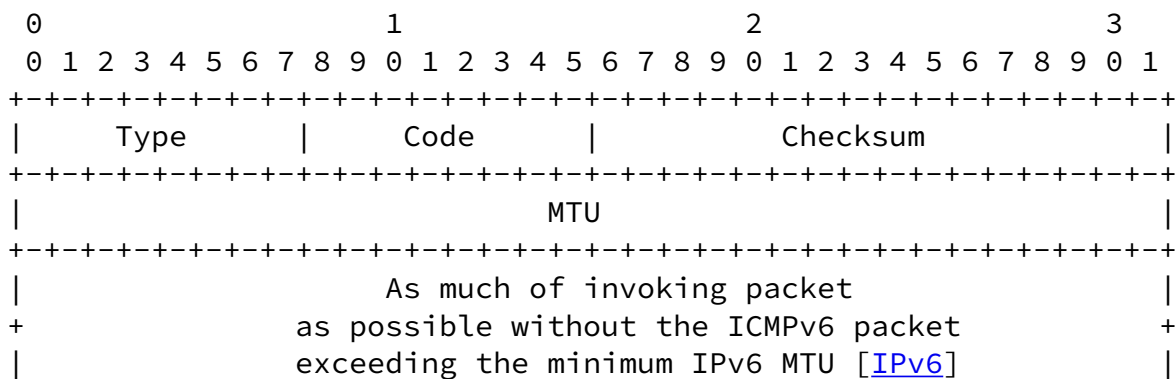 0                   1                   2                   3
 0 1 2 3 4 5 6 7 8 9 0 1 2 3 4 5 6 7 8 9 0 1 2 3 4 5 6 7 8 9 0 1
+-+-+-+-+-+-+-+-+-+-+-+-+-+-+-+-+-+-+-+-+-+-+-+-+-+-+-+-+-+-+-+-+
|     Type      |     Code      |          Checksum             |
+-+-+-+-+-+-+-+-+-+-+-+-+-+-+-+-+-+-+-+-+-+-+-+-+-+-+-+-+-+-+-+-+
|                             MTU                               |
+-+-+-+-+-+-+-+-+-+-+-+-+-+-+-+-+-+-+-+-+-+-+-+-+-+-+-+-+-+-+-+-+
|                    As much of invoking packet                 |
+               as possible without the ICMPv6 packet           +
|               exceeding the minimum IPv6 MTU [IPv6]           |